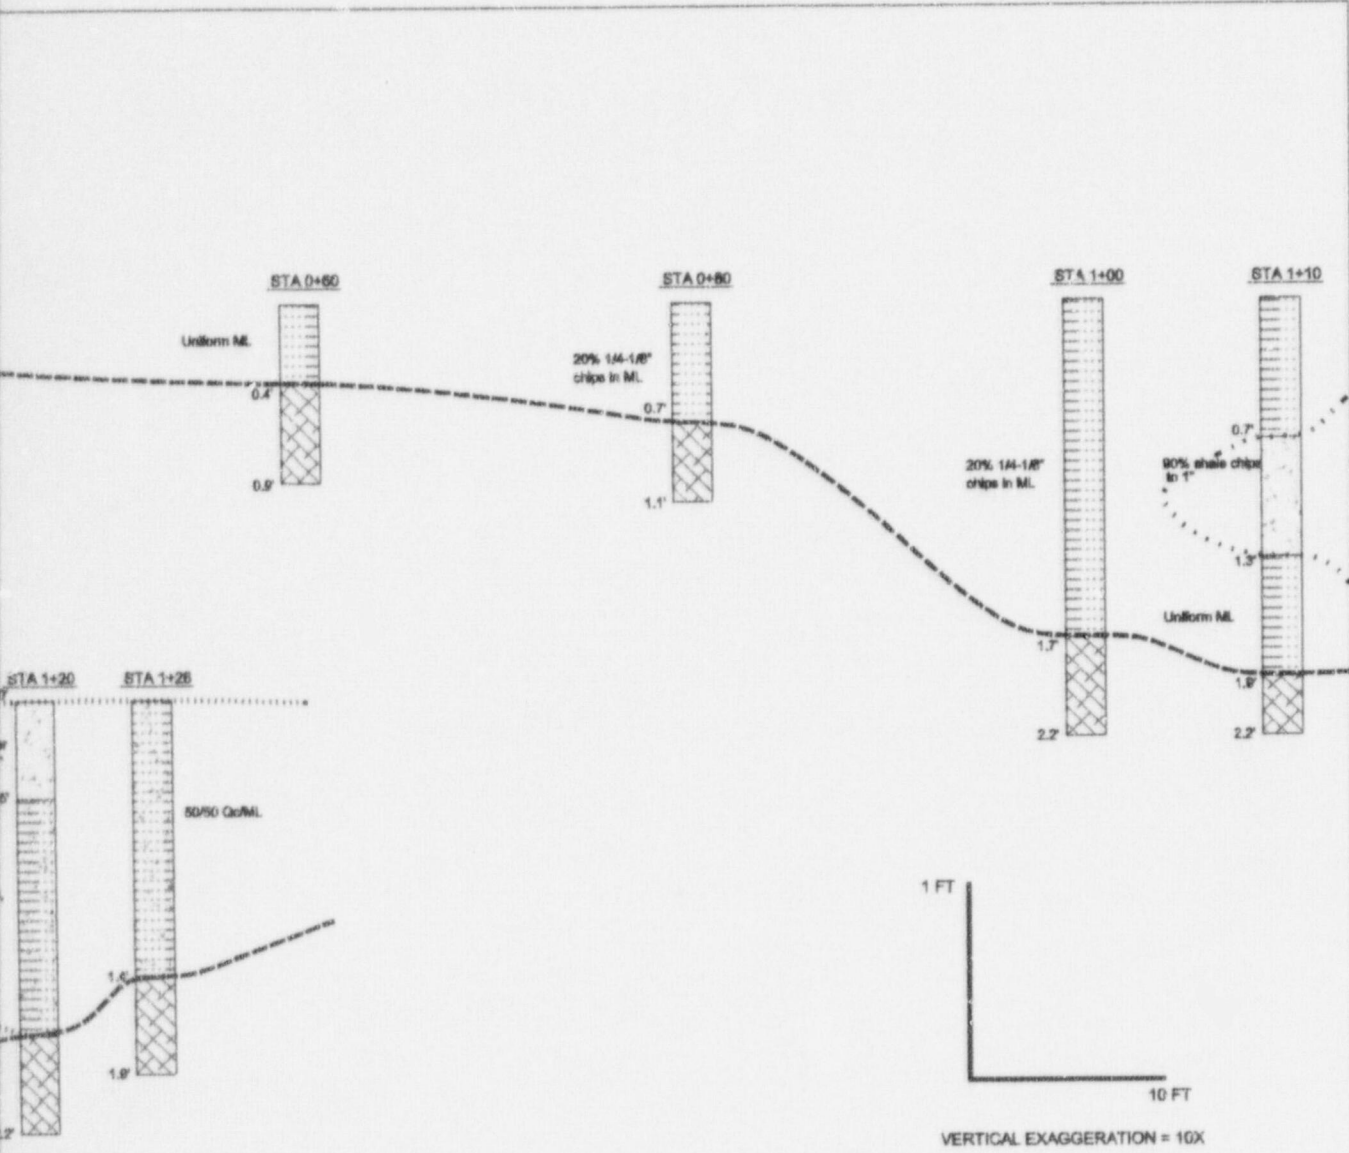 STA 0+60
STA 0+80
STA 1+00
STA 1+10
Uniform ML
20% 1/4-1/8"
chips in ML
0.4'
0.7'
0.9'
1.1'
20% 1/4-1/8"
chips in ML
0.7'
90% shale chips
to 1"
1.3'
Uniform ML
1.7'
1.9'
2.2'
2.2'
STA 1+20
STA 1+26
50/50 Qc/ML
1.4'
1.9'
.2'
1 FT
10 FT
VERTICAL EXAGGERATION = 10X